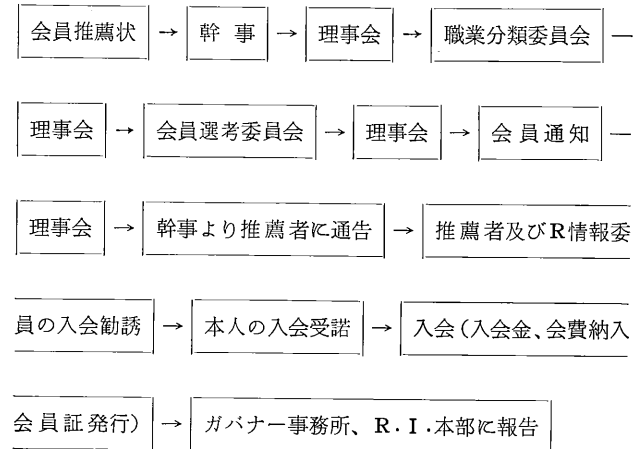 会員推薦状 → 幹事 → 理事会 → 職業分類委員会 —
理事会 → 会員選考委員会 → 理事会 → 会員通知 —
理事会 → 幹事より推薦者に通告 → 推薦者及びR情報委
員の入会勧誘 → 本人の入会受諾 → 入会(入会金、会費納入
会員証発行) → ガバナー事務所、R.I.本部に報告